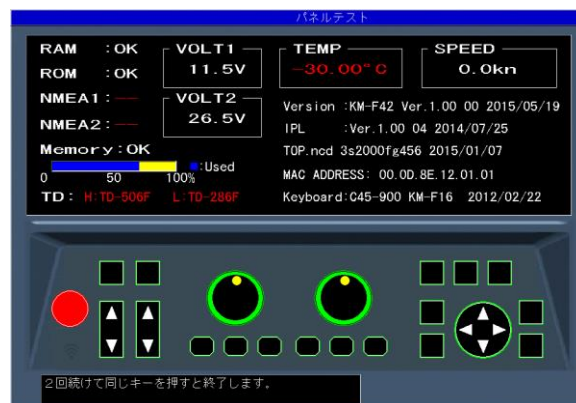 パネルテスト
RAM :OK
ROM :OK
NMEA1: ---
NMEA2: ---
Memory:OK
:Used
0 50 100%
TD: H:TD-506F L:TD-286F
VOLT1
11.5V
VOLT2
26.5V
TEMP
-30.00°C
SPEED
0.0kn
Version :KM-F42 Ver.1.00 00 2015/05/19
IPL :Ver.1.00 04 2014/07/25
TOP.ncd 3s2000fg456 2015/01/07
MAC ADDRESS: 00.0D.8E.12.01.01
Keyboard:C45-900 KM-F16 2012/02/22
2回続けて同じキーを押すと終了します。